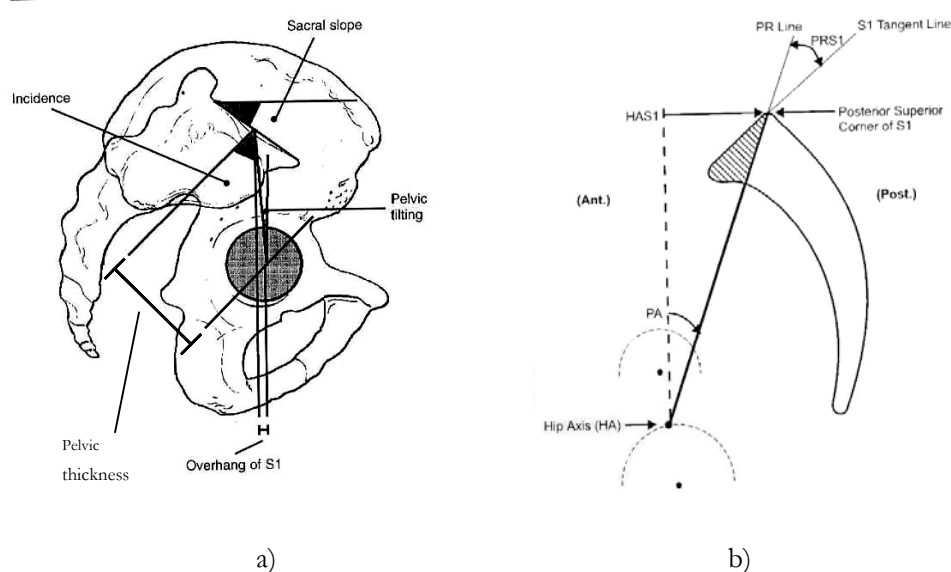 Sacral slope
Incidence
Pelvic
tilting
Pelvic
thickness
Overhang of S1
a)
PR Line
S1 Tangent Line
PRS1
HAS1
Posterior Superior
Corner of S1
(Ant.)
(Post.)
PA
Hip Axis (HA)
b)